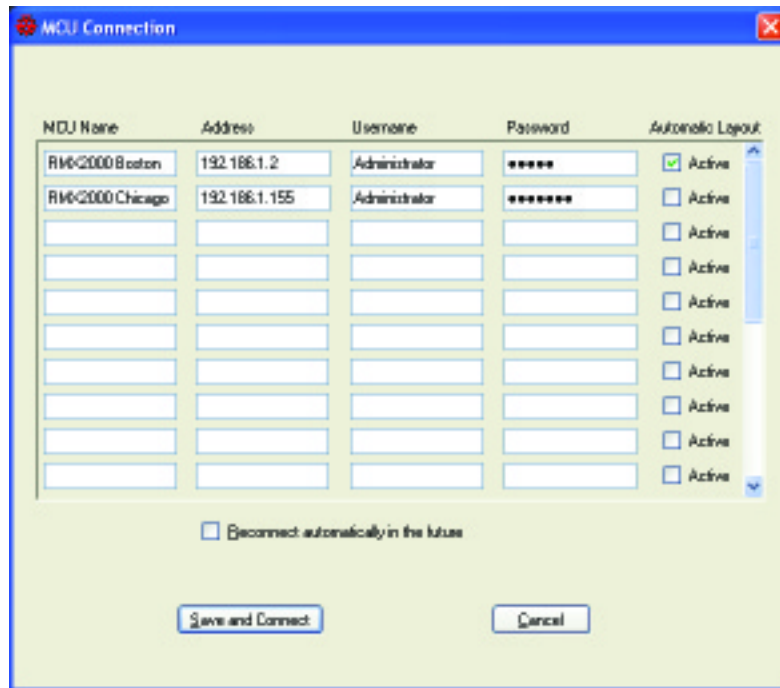 MCU Connection
MCU Name Address Username Password Automatic Layout
RMX2000 Boston 192.186.1.2 Administrator ••••• Active
RMX2000 Chicago 192.186.1.155 Administrator ••••••• Active
Active
Active
Active
Active
Active
Active
Active
Active
Reconnect automatically in the future
Save and Connect Cancel